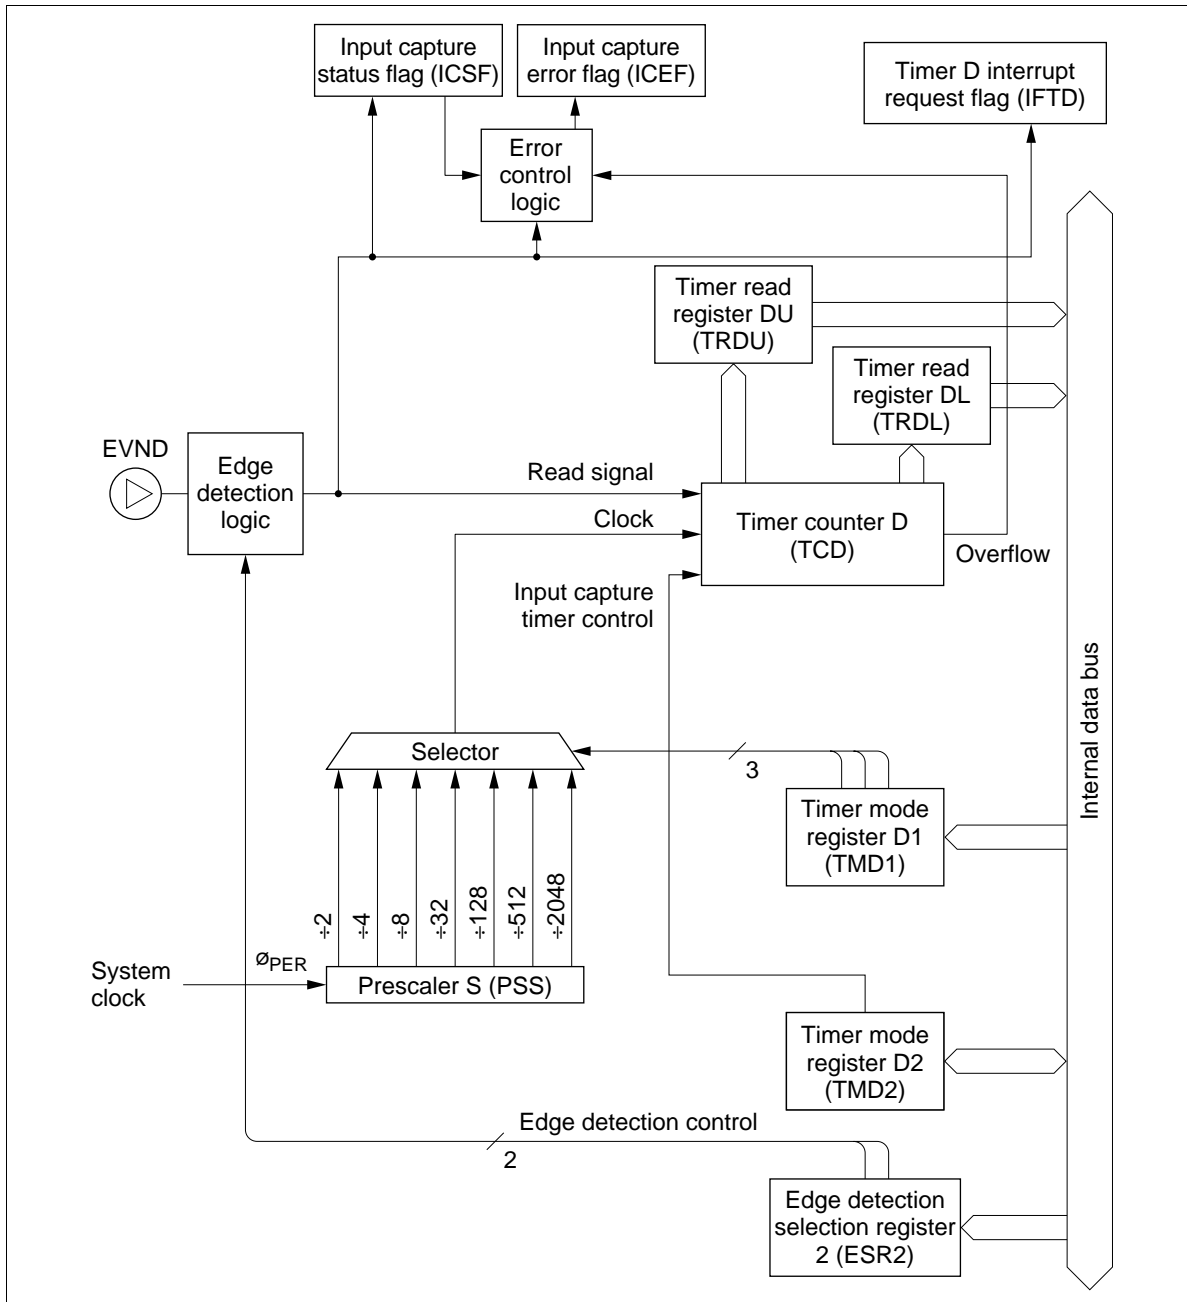 Input capture
status flag (ICSF)
Input capture
error flag (ICEF)
Timer D interrupt
request flag (IFTD)
Error
control
logic
Timer read
register DU
(TRDU)
Timer read
register DL
(TRDL)
EVND
Edge
detection
logic
Read signal
Clock
Timer counter D
(TCD)
Overflow
Input capture
timer control
Internal data bus
Selector
3
Timer mode
register D1
(TMD1)
÷2
÷4
÷8
÷32
÷128
÷512
÷2048
System
clock
øPER
Prescaler S (PSS)
Timer mode
register D2
(TMD2)
Edge detection control
2
Edge detection
selection register
2 (ESR2)